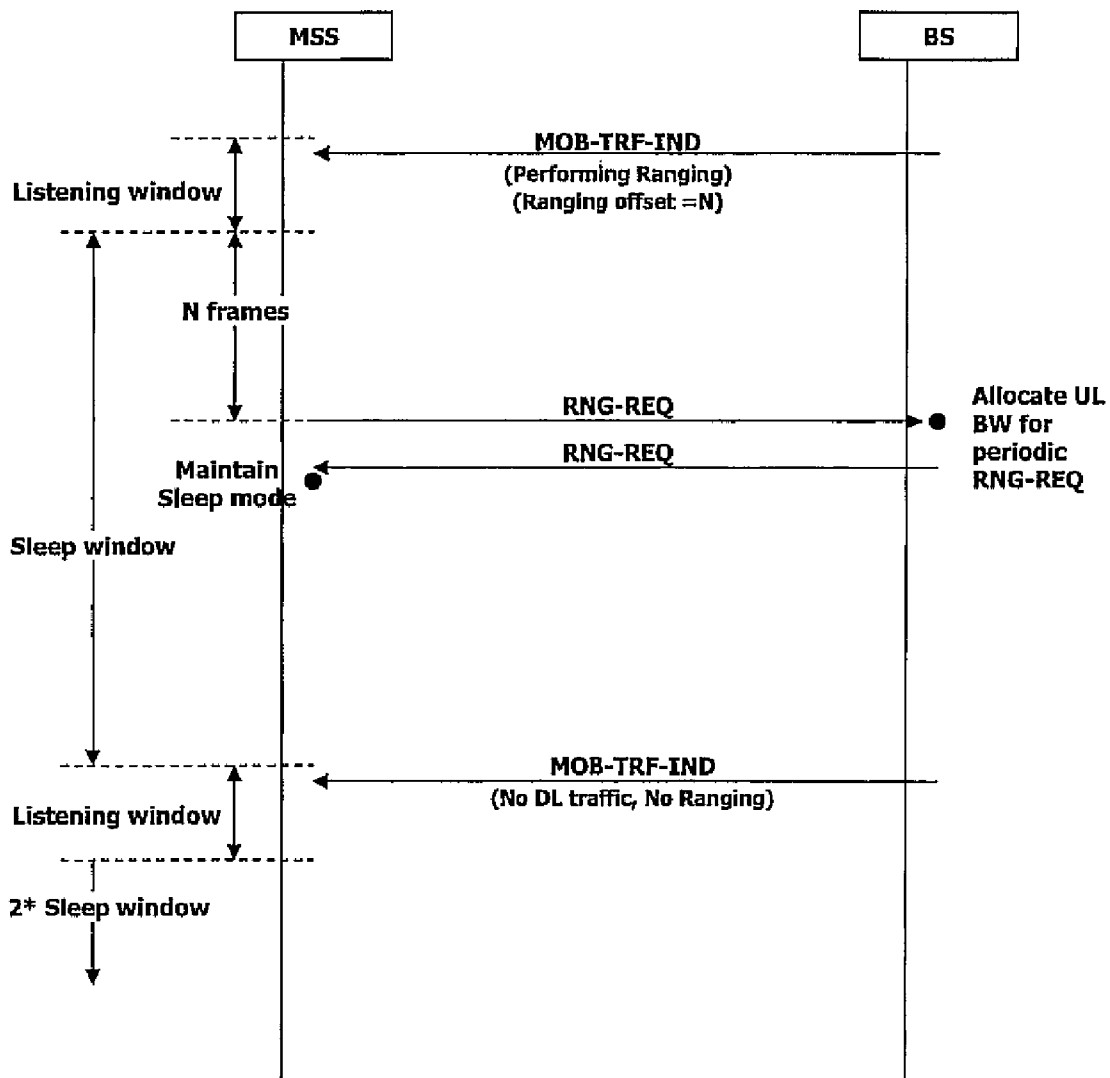 MSS
BS
MOB-TRF-IND
(Performing Ranging)
(Ranging offset =N)
Listening window
N frames
RNG-REQ
Allocate UL
BW for
periodic
RNG-REQ
RNG-REQ
Maintain
Sleep mode
Sleep window
MOB-TRF-IND
(No DL traffic, No Ranging)
Listening window
2* Sleep window